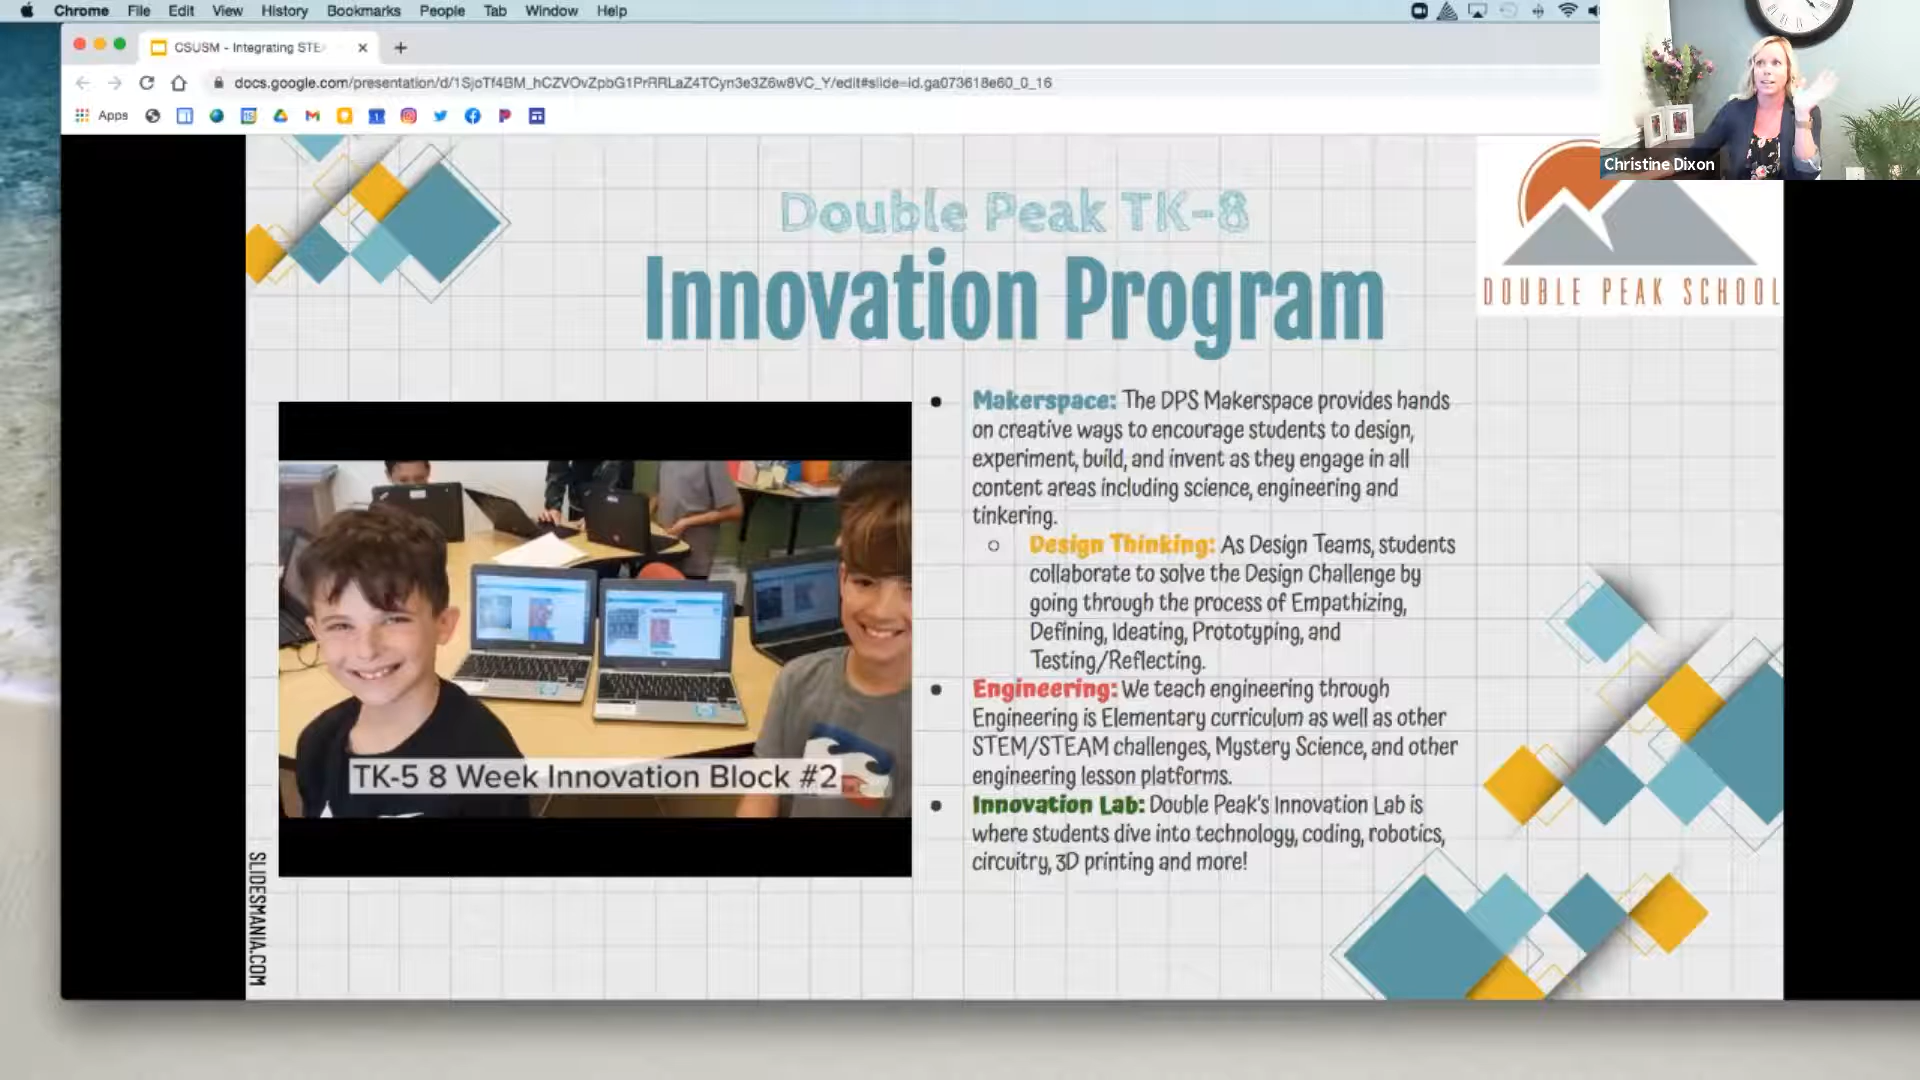 Chrome File Edit View History Bookmarks People Tab Window Help
CSUSM - Integrating STEA
docs.google.com/presentation/d/1SjoTf4BM_hCZVOvZpbG1PrRRLaZ4TCyn3e3Z6w8VC_Y/edit#slide=id.ga073618e60_0_16
Apps
Christine Dixon
Double Peak TK-8
Innovation Program
DOUBLE PEAK SCHOOL
Makerspace: The DPS Makerspace provides hands
on creative ways to encourage students to design,
experiment, build, and invent as they engage in all
content areas including science, engineering and
tinkering.
Design Thinking: As Design Teams, students
collaborate to solve the Design Challenge by
going through the process of Empathizing,
Defining, Ideating, Prototyping, and
Testing/Reflecting.
Engineering: We teach engineering through
Engineering is Elementary curriculum as well as other
STEM/STEAM challenges, Mystery Science, and other
engineering lesson platforms.
Innovation Lab: Double Peak's Innovation Lab is
where students dive into technology, coding, robotics,
circuitry, 3D printing and more!
TK-5 8 Week Innovation Block #2
SLIDESMANIA.COM